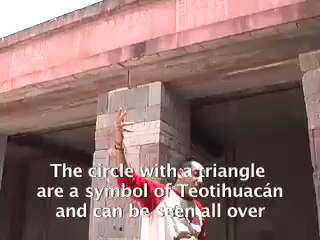 The circle with a triangle
are a symbol of Teotihuacán
and can be seen all over